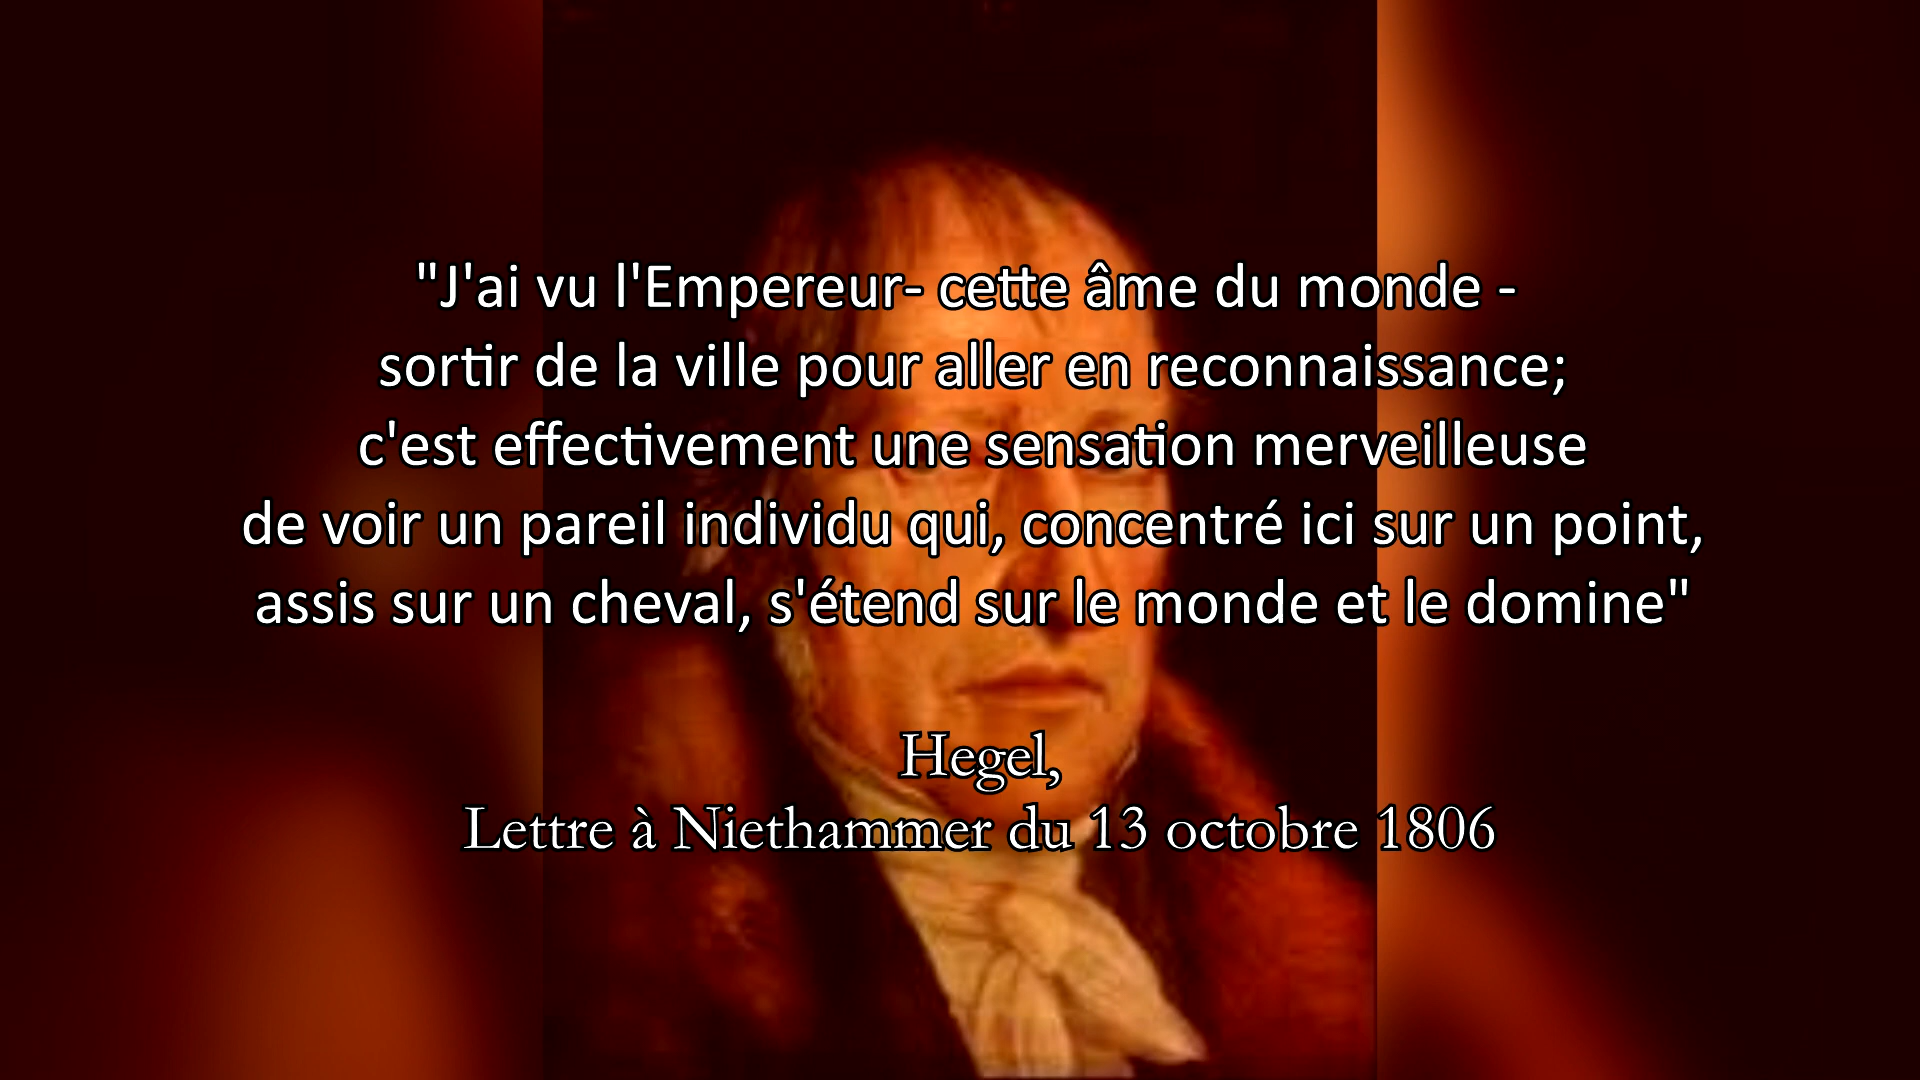 "J'ai vu l'Empereur- cette âme du monde -
sortir de la ville pour aller en reconnaissance;
c'est effectivement une sensation merveilleuse
de voir un pareil individu qui, concentré ici sur un point,
assis sur un cheval, s'étend sur le monde et le domine"
Hegel,
Lettre à Niethammer du 13 octobre 1806